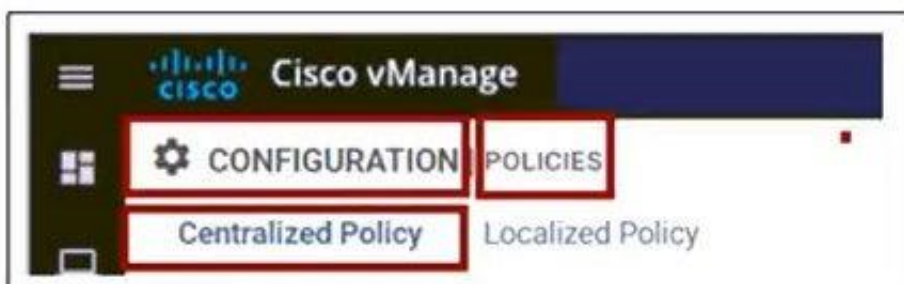 CISCO Cisco vManage
CONFIGURATION | POLICIES
Centralized Policy Localized Policy